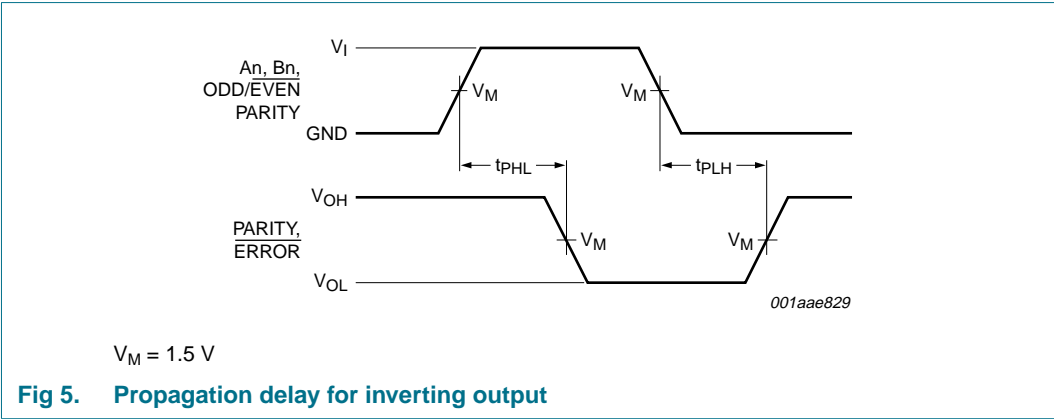 VI
An, Bn,
ODD/EVEN
PARITY
VM
VM
GND
tPHL
tPLH
VOH
PARITY,
ERROR
VM
VM
VOL
001aae829
VM = 1.5 V
Fig 5. Propagation delay for inverting output